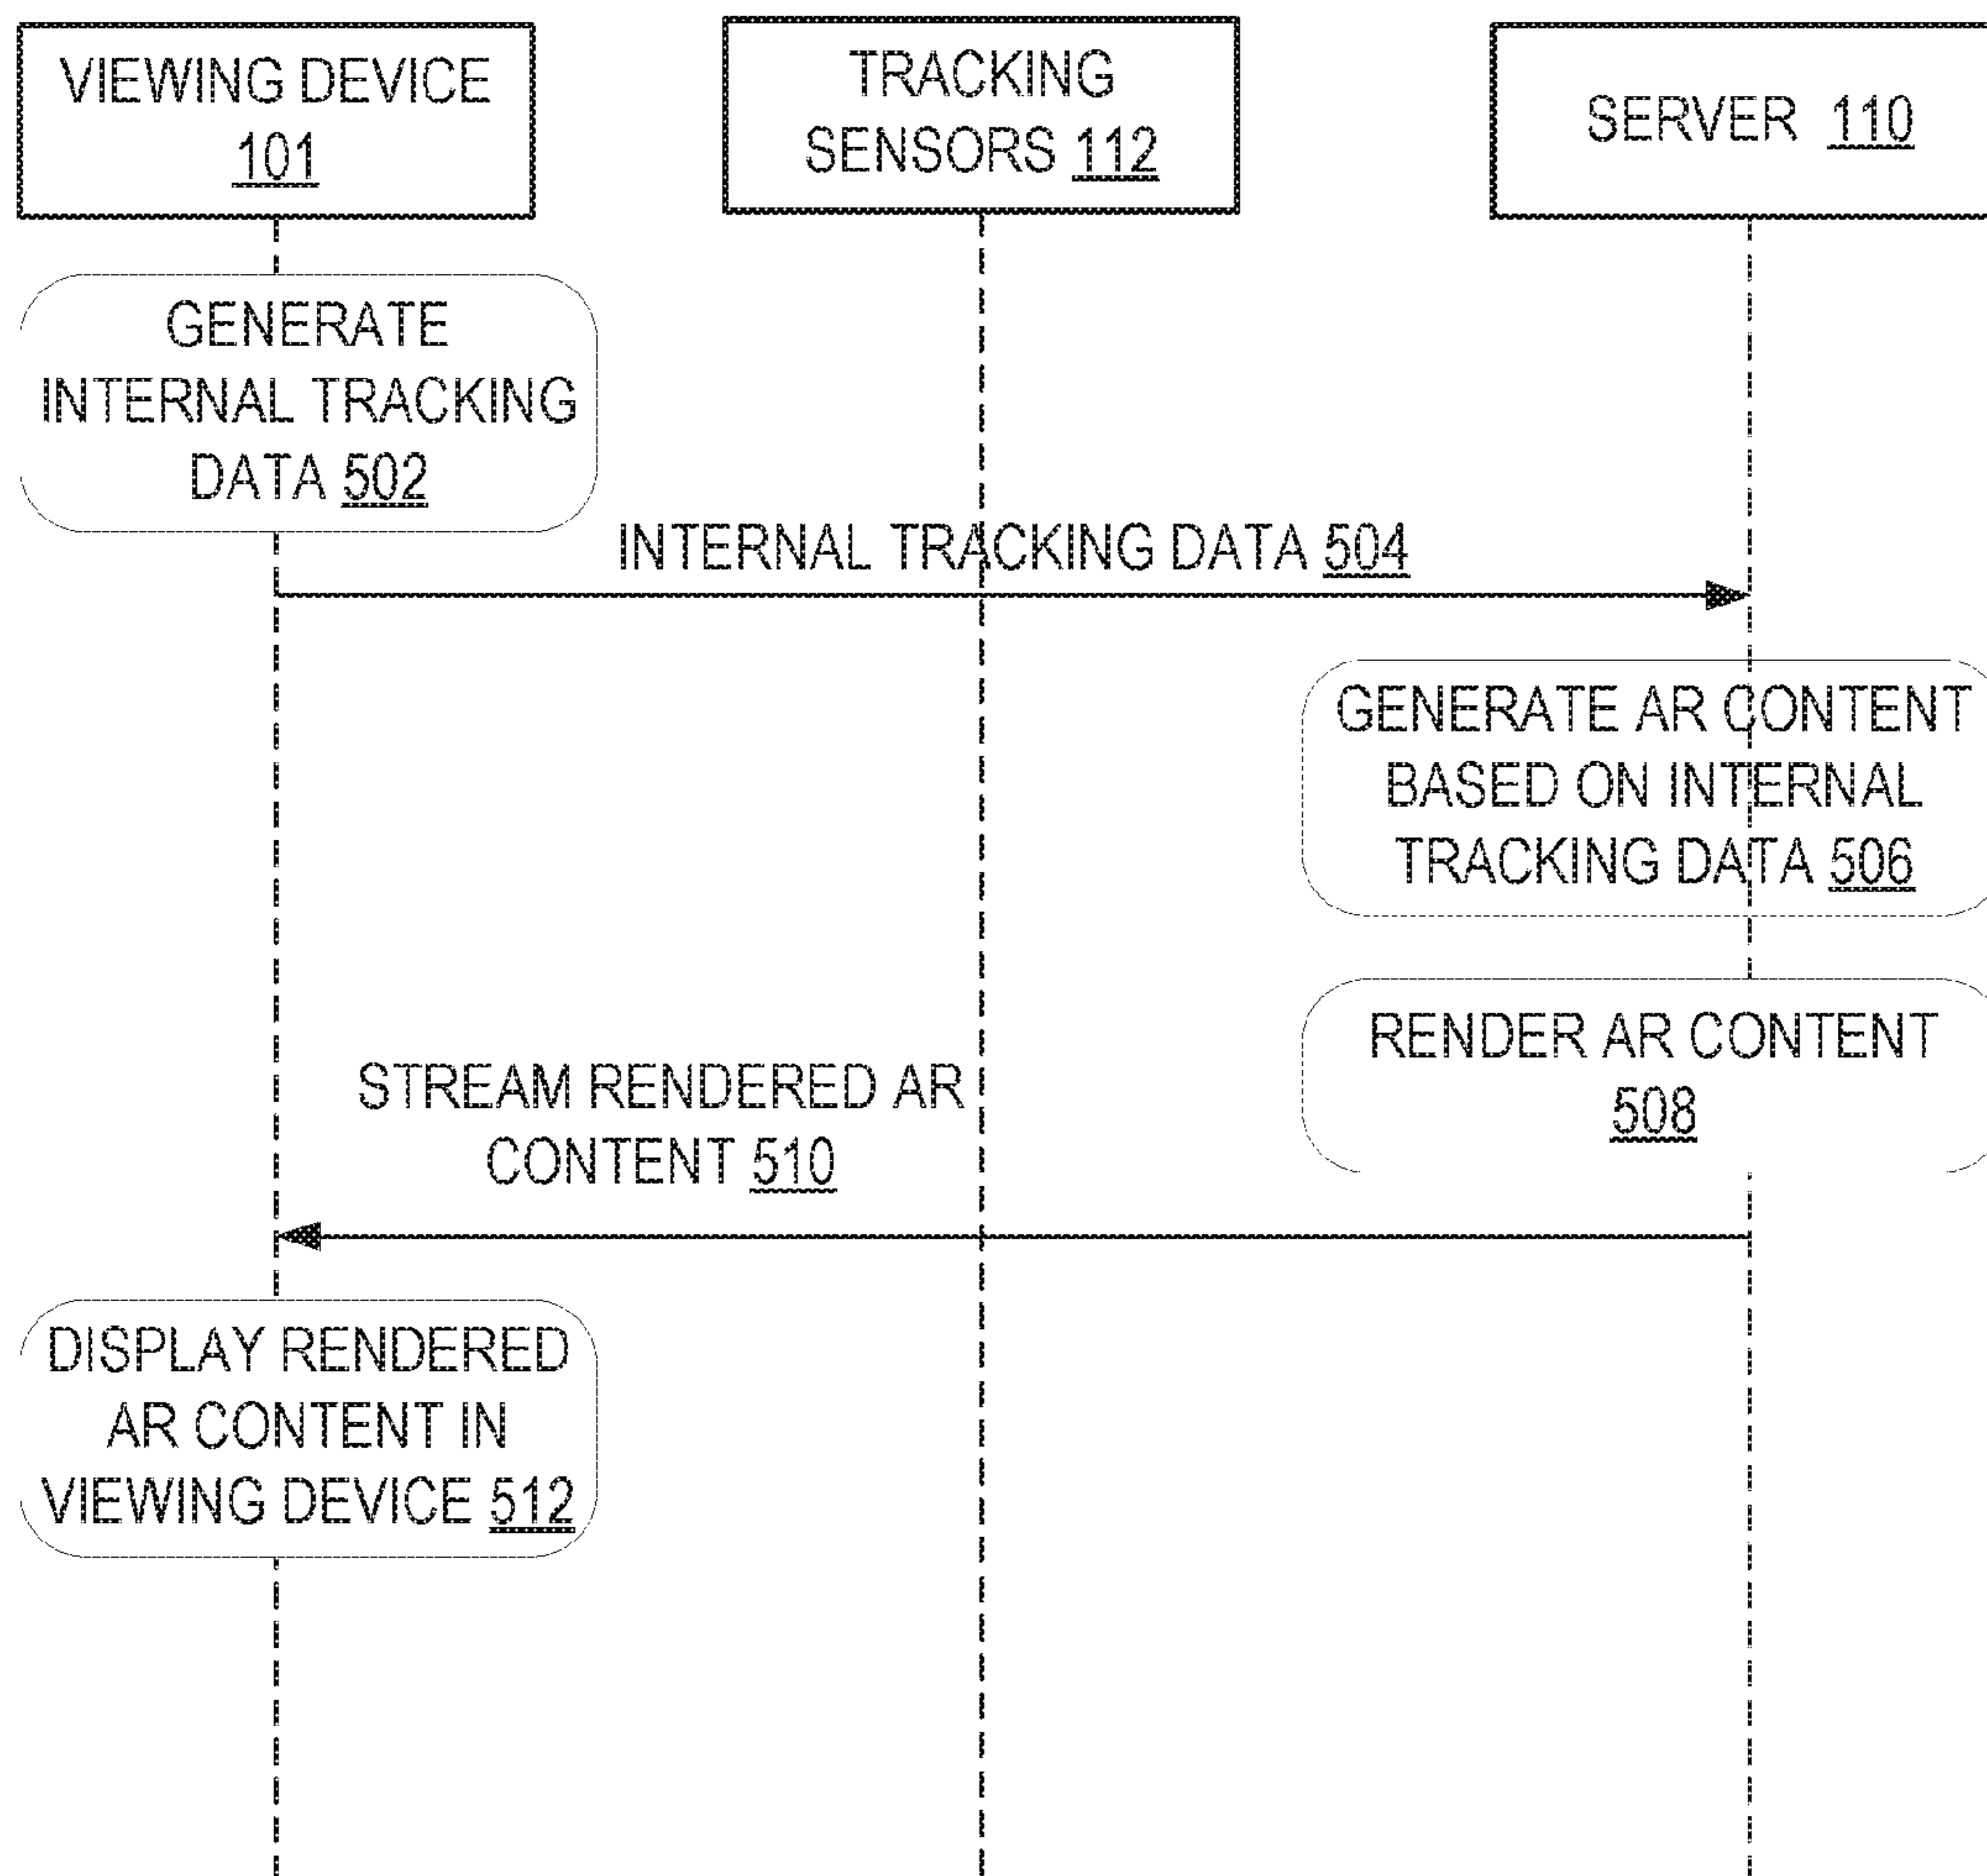 VIEWING DEVICE
101
TRACKING
SENSORS 112
SERVER 110
GENERATE
INTERNAL TRACKING
DATA 502
INTERNAL TRACKING DATA 504
GENERATE AR CONTENT
BASED ON INTERNAL
TRACKING DATA 506
RENDER AR CONTENT
508
STREAM RENDERED AR
CONTENT 510
DISPLAY RENDERED
AR CONTENT IN
VIEWING DEVICE 512